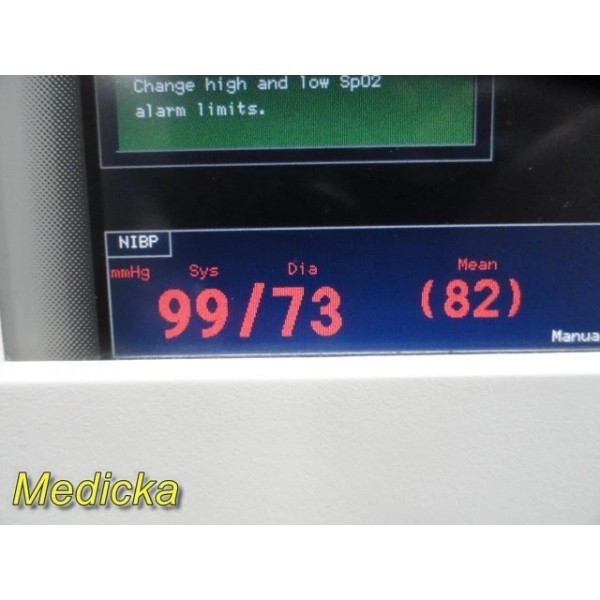 Change high and low SpO2
alarm limits.
NIBP
mmHg Sys Dia Mean
99/73 (82)
Manua
Medicka